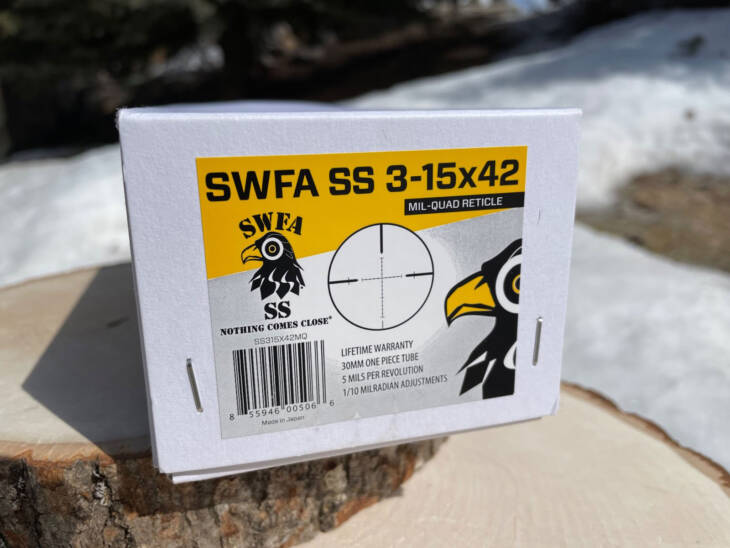 SWFA SS 3-15x42
MIL-QUAD RETICLE
SWFA
SS
NOTHING COMES CLOSE®
SS315X42MQ
8 55946 00506 6
Made in Japan
LIFETIME WARRANTY
30MM ONE PIECE TUBE
5 MILS PER REVOLUTION
1/10 MILRADIAN ADJUSTMENTS